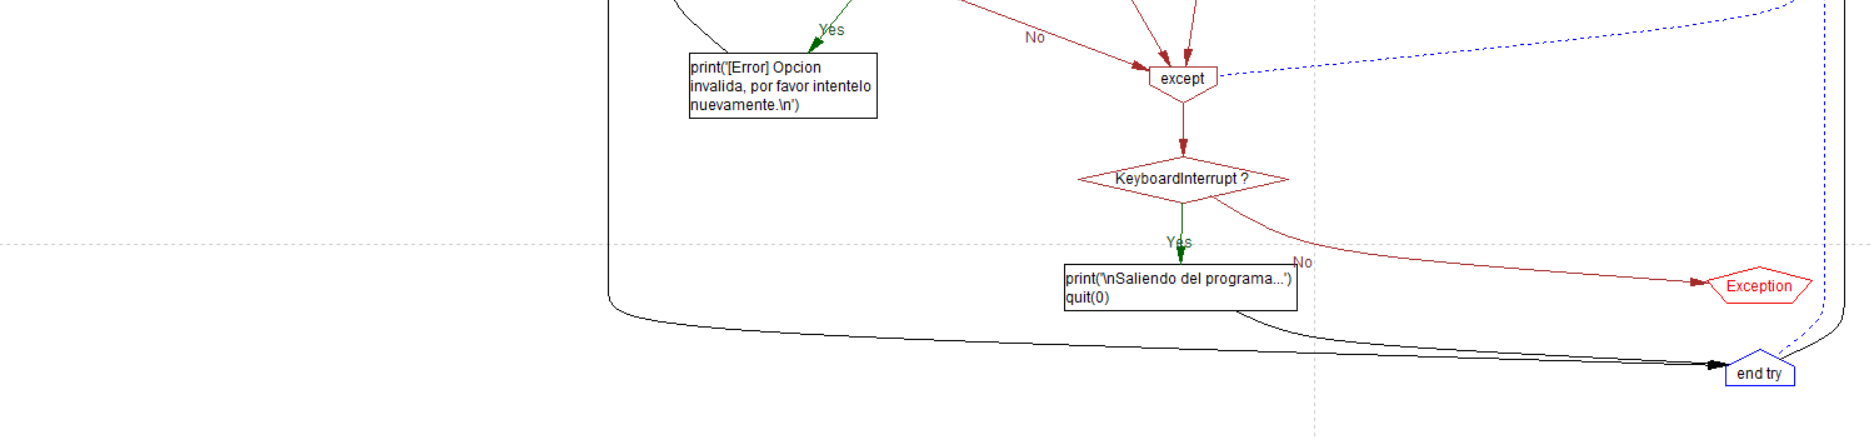 Yes
No
print('[Error] Opcion
invalida, por favor intentelo
nuevamente.\n')
except
KeyboardInterrupt ?
Yes
No
print('\nSaliendo del programa...')
quit(0)
Exception
end try